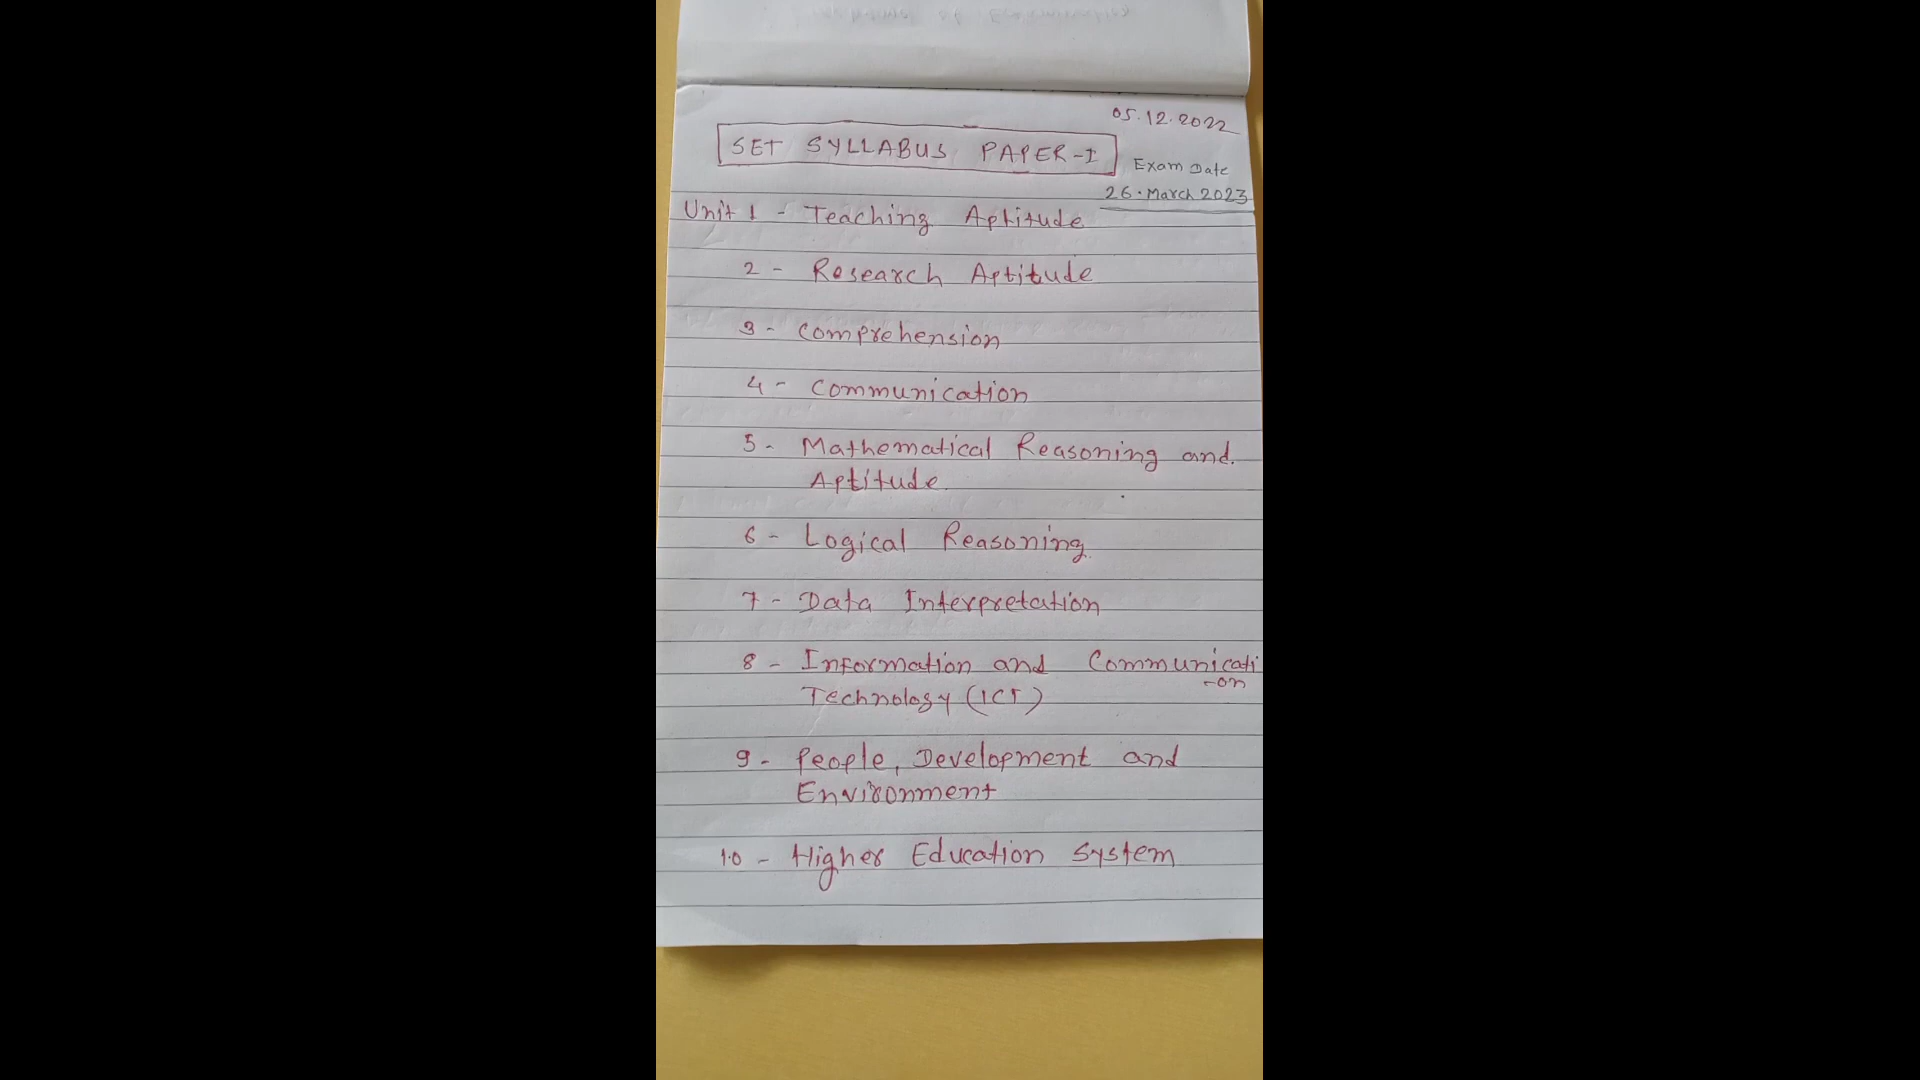 05.12.2022
SET SYLLABUS PAPER-I
Exam Date
26. March 2023
Unit 1 - Teaching Aptitude
2 - Research Aptitude
3 - Comprehension
4 - Communication
5 - Mathematical Reasoning and
Aptitude
6 - Logical Reasoning
7 - Data Interpretation
8 - Information and Communicati
-on
Technology (ICT)
9 - People, Development and
Environment
10 - Higher Education System